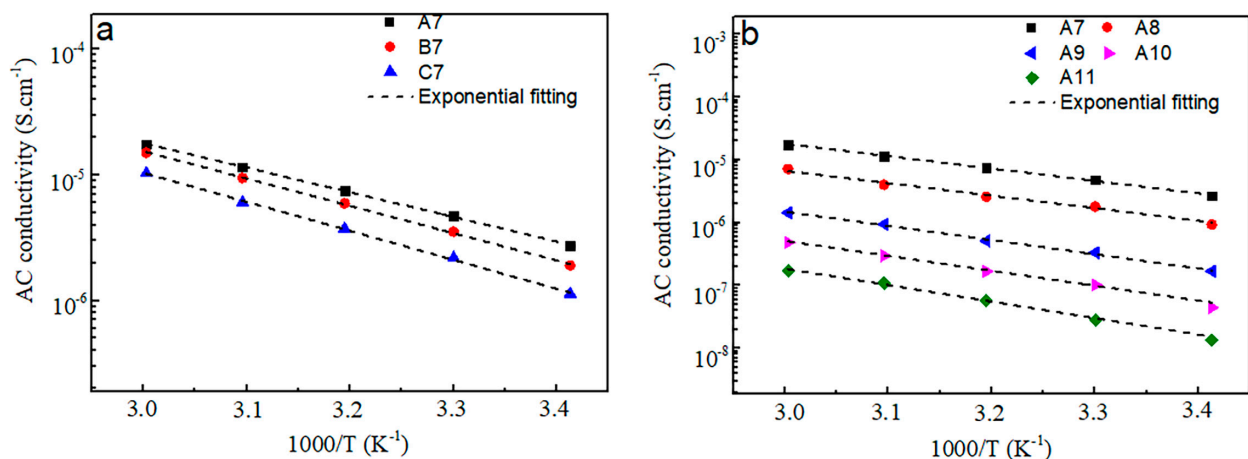 a
A7
B7
C7
Exponential fitting
10⁻⁴
10⁻⁵
10⁻⁶
AC conductivity (S.cm⁻¹)
3.0 3.1 3.2 3.3 3.4
1000/T (K⁻¹)
b
A7 A8
A9 A10
A11
Exponential fitting
10⁻³
10⁻⁴
10⁻⁵
10⁻⁶
10⁻⁷
10⁻⁸
AC conductivity (S.cm⁻¹)
3.0 3.1 3.2 3.3 3.4
1000/T (K⁻¹)